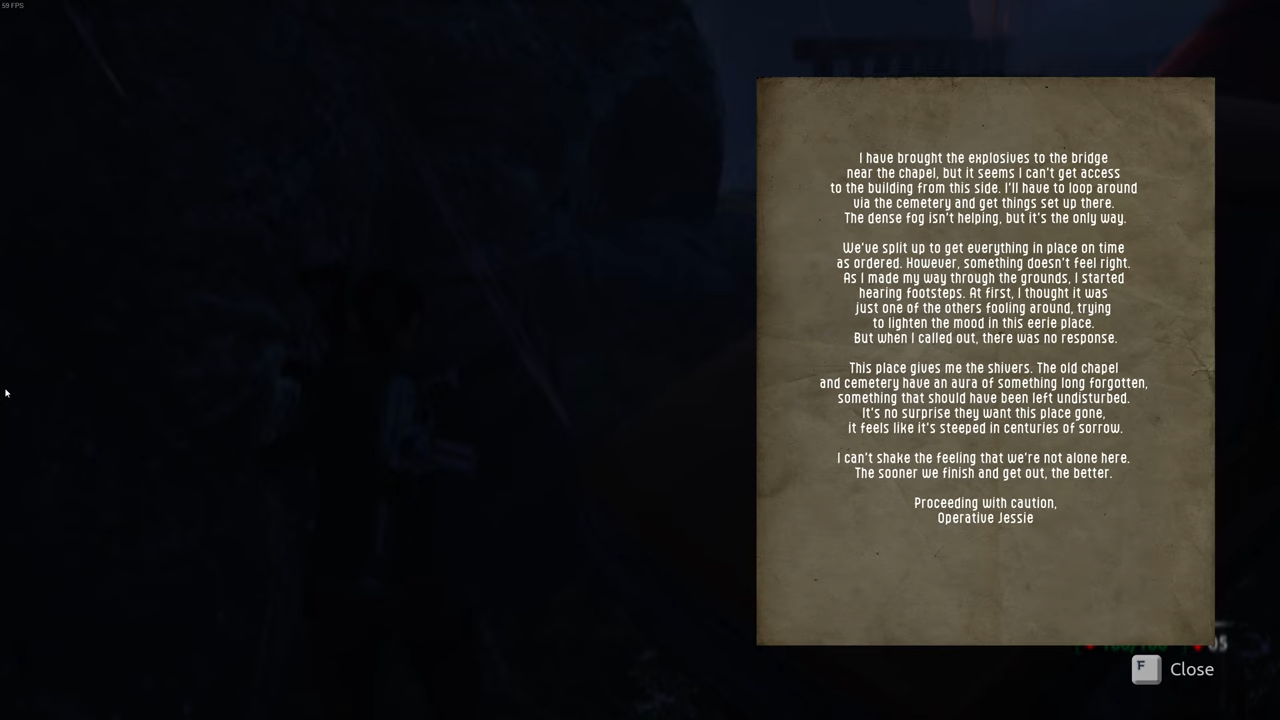 59 FPS
I have brought the explosives to the bridge
near the chapel, but it seems I can't get access
to the building from this side. I'll have to loop around
via the cemetery and get things set up there.
The dense fog isn't helping, but it's the only way.
We've split up to get everything in place on time
as ordered. However, something doesn't feel right.
As I made my way through the grounds, I started
hearing footsteps. At first, I thought it was
just one of the others fooling around, trying
to lighten the mood in this eerie place.
But when I called out, there was no response.
This place gives me the shivers. The old chapel
and cemetery have an aura of something long forgotten,
something that should have been left undisturbed.
It's no surprise they want this place gone,
it feels like it's steeped in centuries of sorrow.
I can't shake the feeling that we're not alone here.
The sooner we finish and get out, the better.
Proceeding with caution,
Operative Jessie
F Close